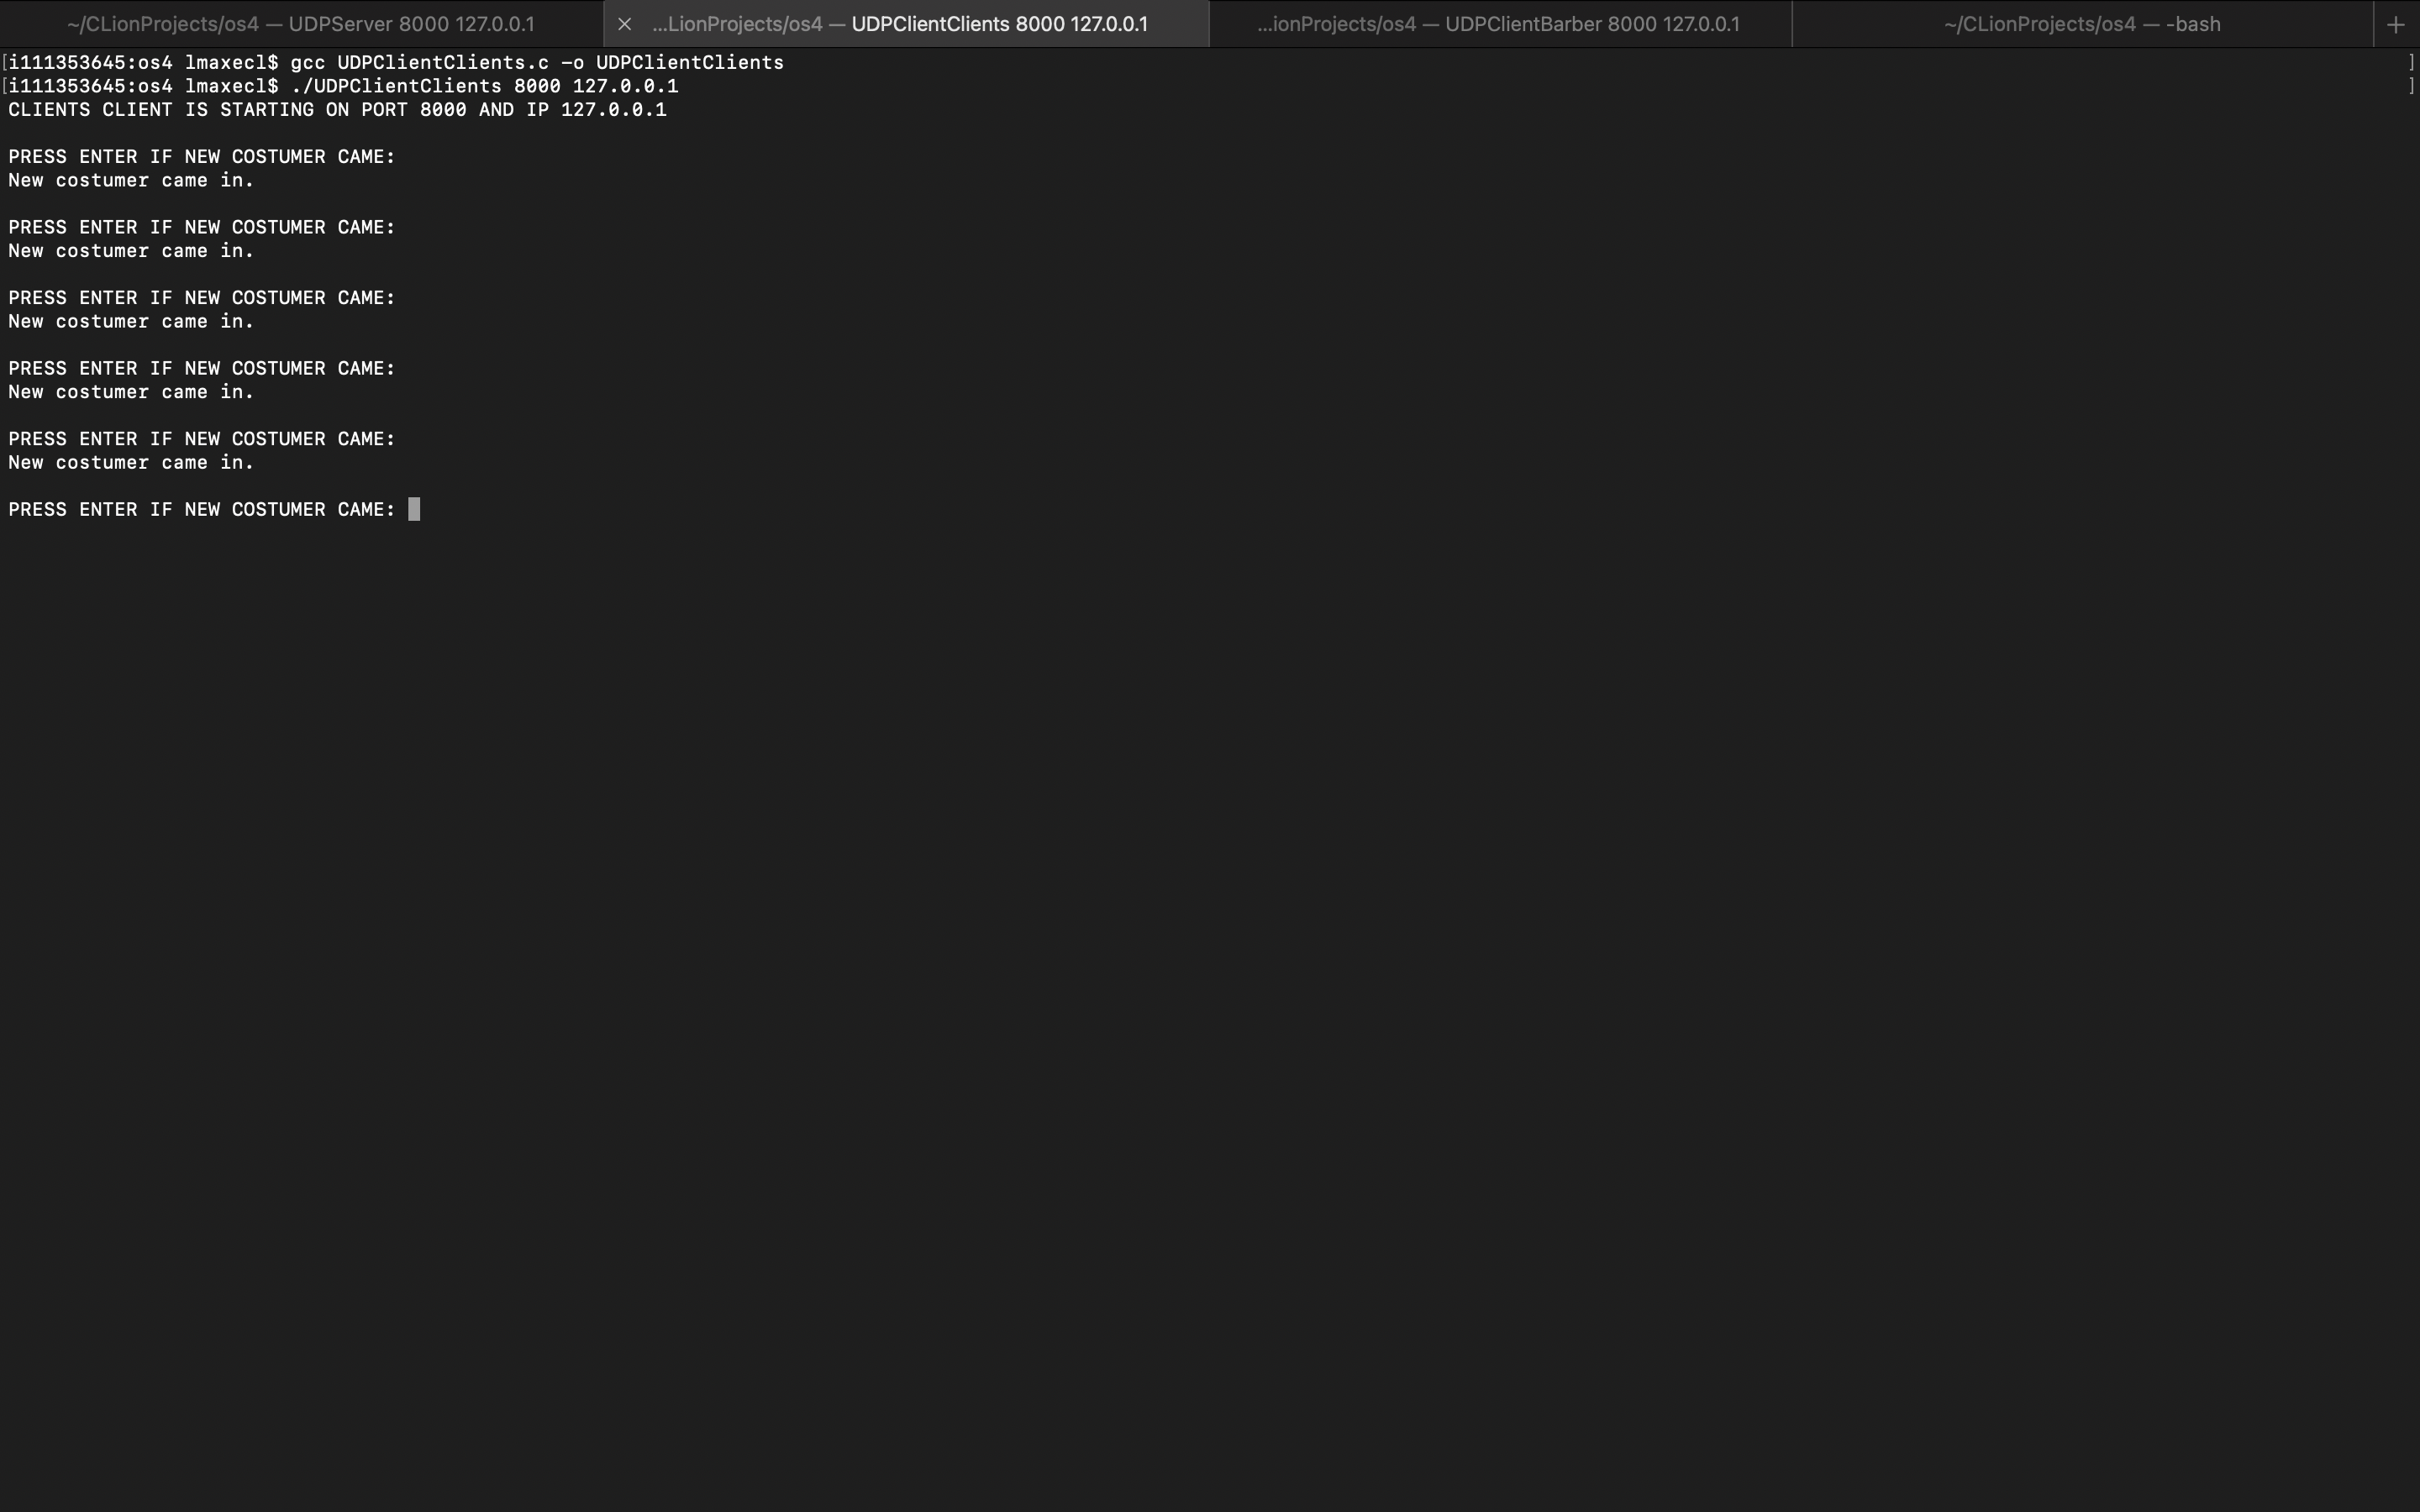 ~/CLionProjects/os4 — UDPServer 8000 127.0.0.1
...LionProjects/os4 — UDPClientClients 8000 127.0.0.1
...ionProjects/os4 — UDPClientBarber 8000 127.0.0.1
~/CLionProjects/os4 — -bash
[i111353645:os4 lmaxecl$ gcc UDPClientClients.c -o UDPClientClients ]
[i111353645:os4 lmaxecl$ ./UDPClientClients 8000 127.0.0.1 ]
CLIENTS CLIENT IS STARTING ON PORT 8000 AND IP 127.0.0.1
PRESS ENTER IF NEW COSTUMER CAME:
New costumer came in.
PRESS ENTER IF NEW COSTUMER CAME:
New costumer came in.
PRESS ENTER IF NEW COSTUMER CAME:
New costumer came in.
PRESS ENTER IF NEW COSTUMER CAME:
New costumer came in.
PRESS ENTER IF NEW COSTUMER CAME:
New costumer came in.
PRESS ENTER IF NEW COSTUMER CAME: